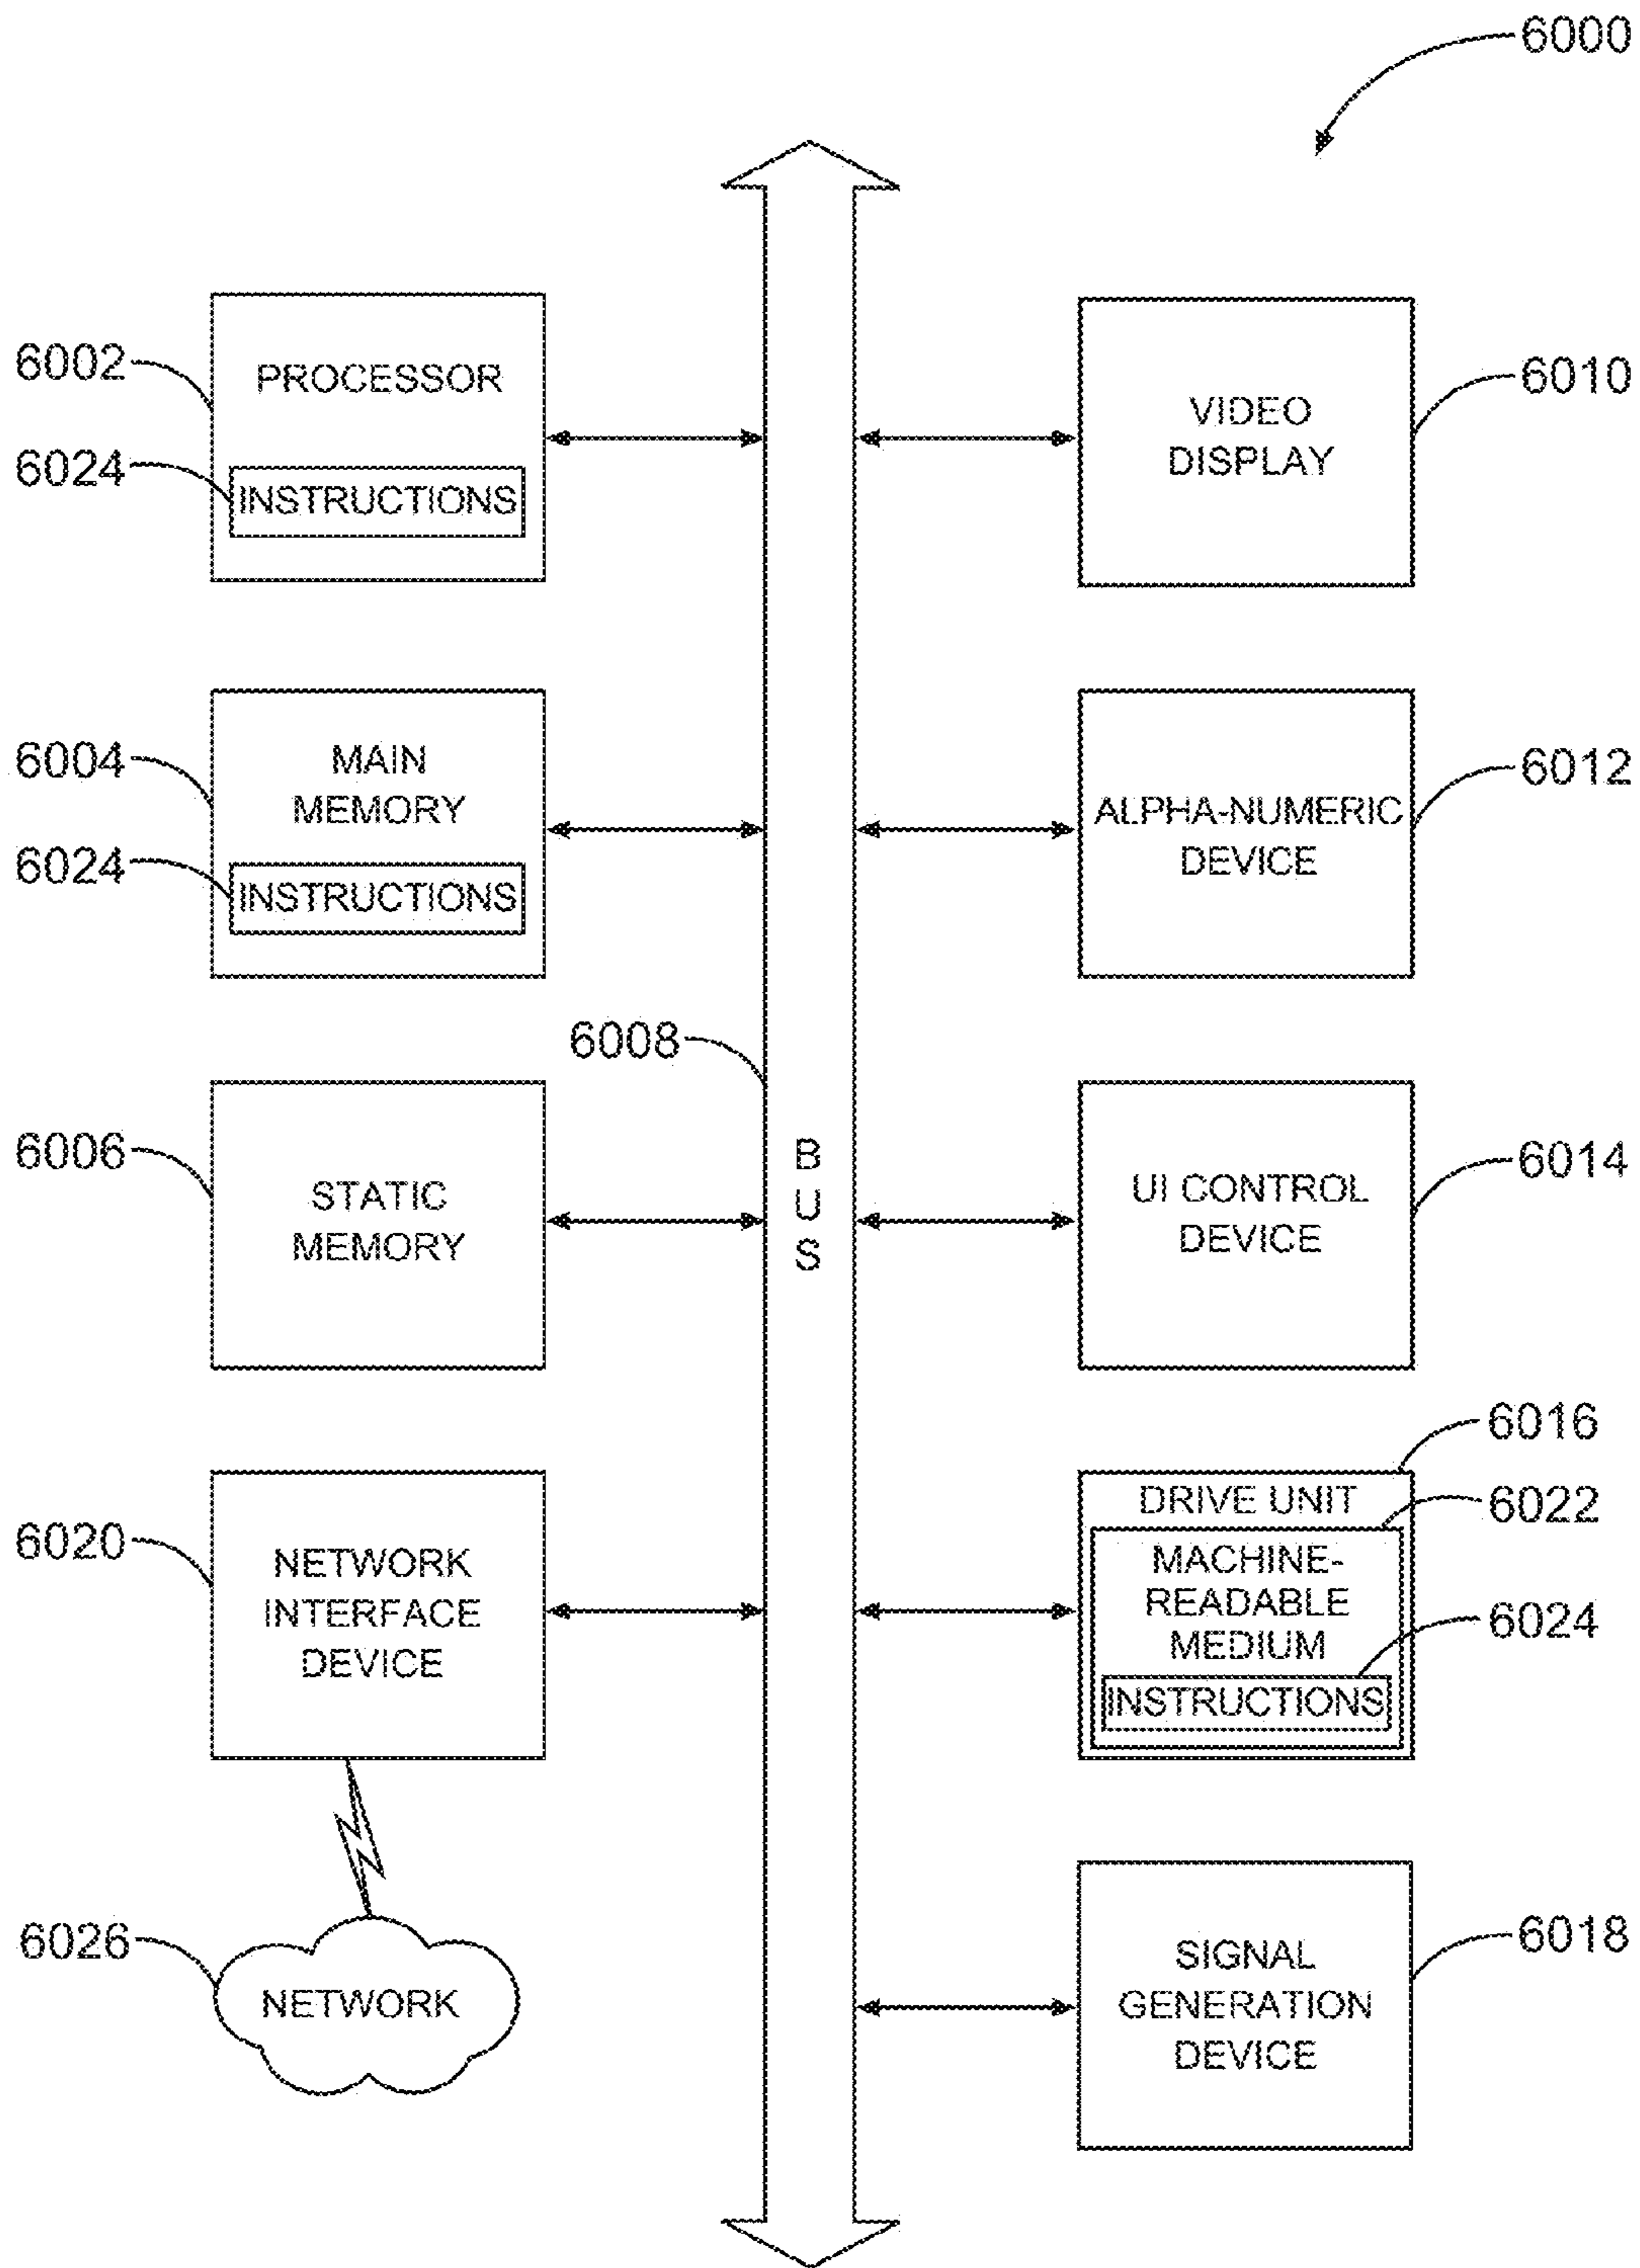 6000
6002
PROCESSOR
6024
INSTRUCTIONS
6010
VIDEO
DISPLAY
6004
MAIN
MEMORY
6024
INSTRUCTIONS
6012
ALPHA-NUMERIC
DEVICE
6008
BUS
6006
STATIC
MEMORY
6014
UI CONTROL
DEVICE
6020
NETWORK
INTERFACE
DEVICE
6016
DRIVE UNIT
6022
MACHINE-
READABLE
MEDIUM
6024
INSTRUCTIONS
6026
NETWORK
6018
SIGNAL
GENERATION
DEVICE